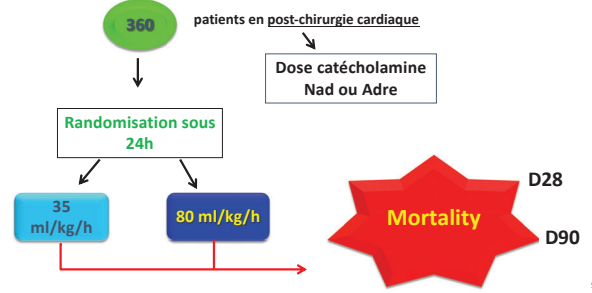 360
patients en post-chirurgie cardiaque
Dose catécholamine
Nad ou Adre
Randomisation sous
24h
35
ml/kg/h
80 ml/kg/h
Mortality
D28
D90